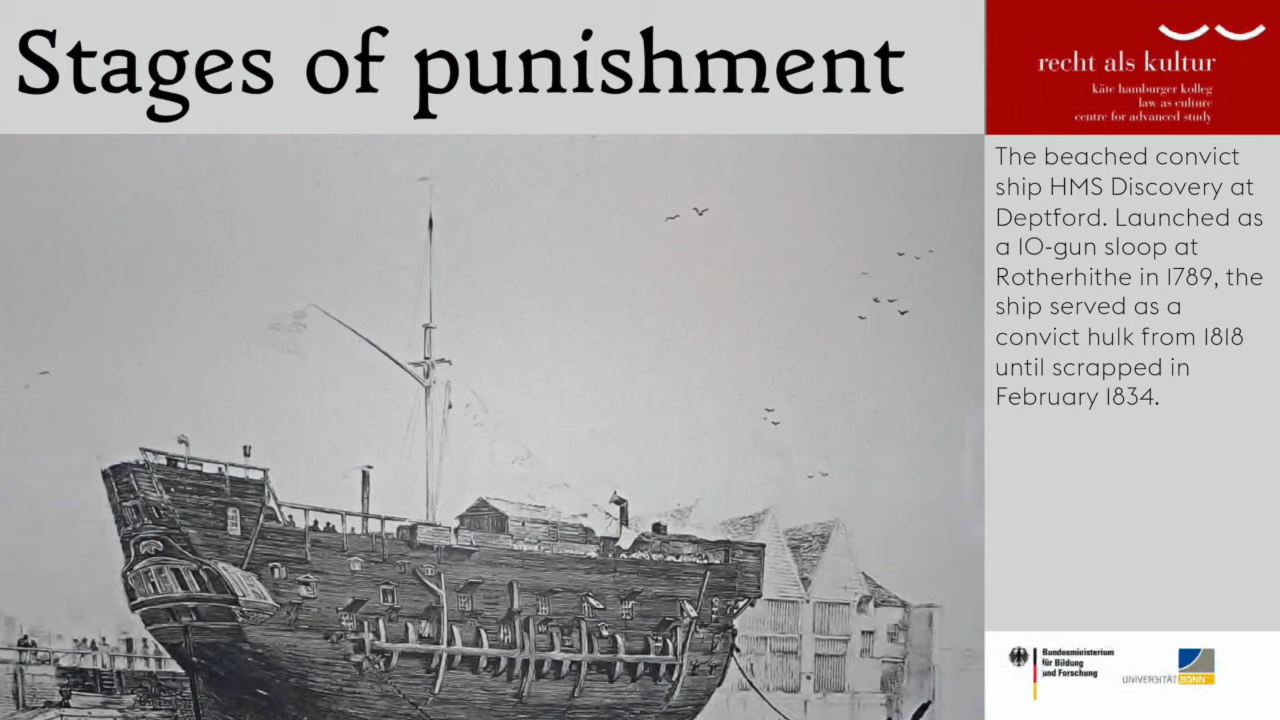 Stages of punishment
recht als kultur
käte hamburger kolleg
law as culture
centre for advanced study
The beached convict
ship HMS Discovery at
Deptford. Launched as
a 10-gun sloop at
Rotherhithe in 1789, the
ship served as a
convict hulk from 1818
until scrapped in
February 1834.
Bundesministerium
für Bildung
und Forschung
UNIVERSITÄT BONN